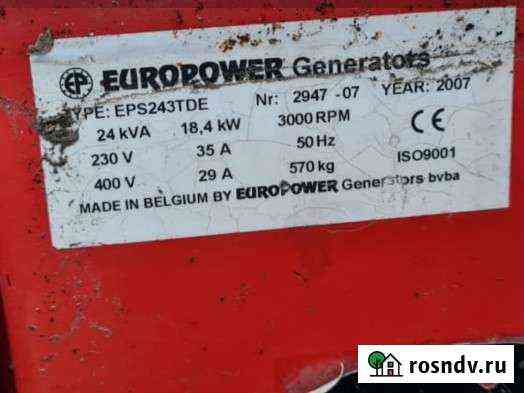 EP EUROPOWER Generators
TYPE: EPS243TDE Nr: 2947 -07 YEAR: 2007
24 kVA 18,4 kW 3000 RPM CE
230 V 35 A 50 Hz
400 V 29 A 570 kg ISO9001
MADE IN BELGIUM BY EUROPOWER Generators bvba
rosndv.ru